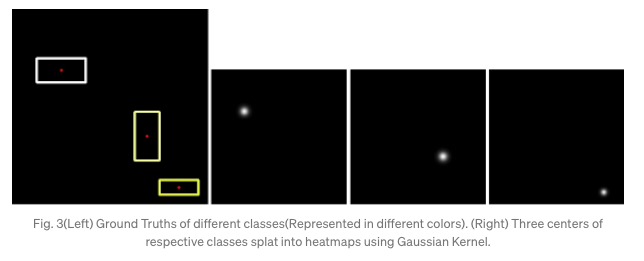 Fig. 3(Left) Ground Truths of different classes(Represented in different colors). (Right) Three centers of
respective classes splat into heatmaps using Gaussian Kernel.